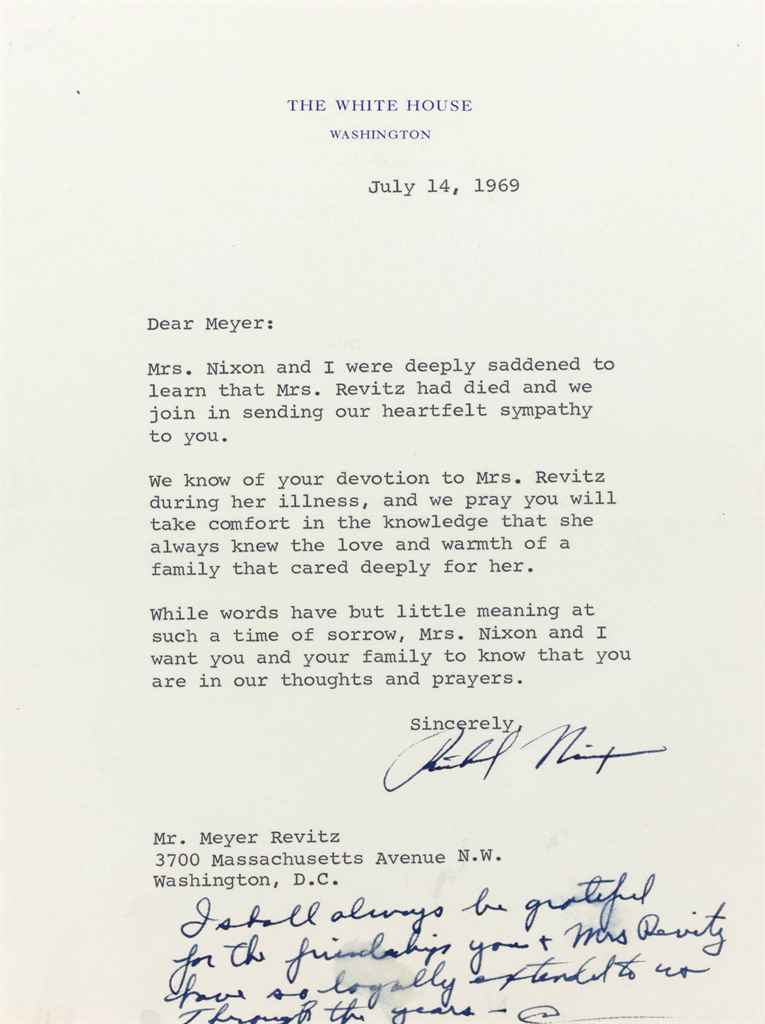 THE WHITE HOUSE
WASHINGTON
July 14, 1969
Dear Meyer:
Mrs. Nixon and I were deeply saddened to
learn that Mrs. Revitz had died and we
join in sending our heartfelt sympathy
to you.
We know of your devotion to Mrs. Revitz
during her illness, and we pray you will
take comfort in the knowledge that she
always knew the love and warmth of a
family that cared deeply for her.
While words have but little meaning at
such a time of sorrow, Mrs. Nixon and I
want you and your family to know that you
are in our thoughts and prayers.
Sincerely,
Richard Nixon
Mr. Meyer Revitz
3700 Massachusetts Avenue N.W.
Washington, D.C.
I shall always be grateful
for the friendship you + Mrs Revitz
have so loyally extended to us
through the years -